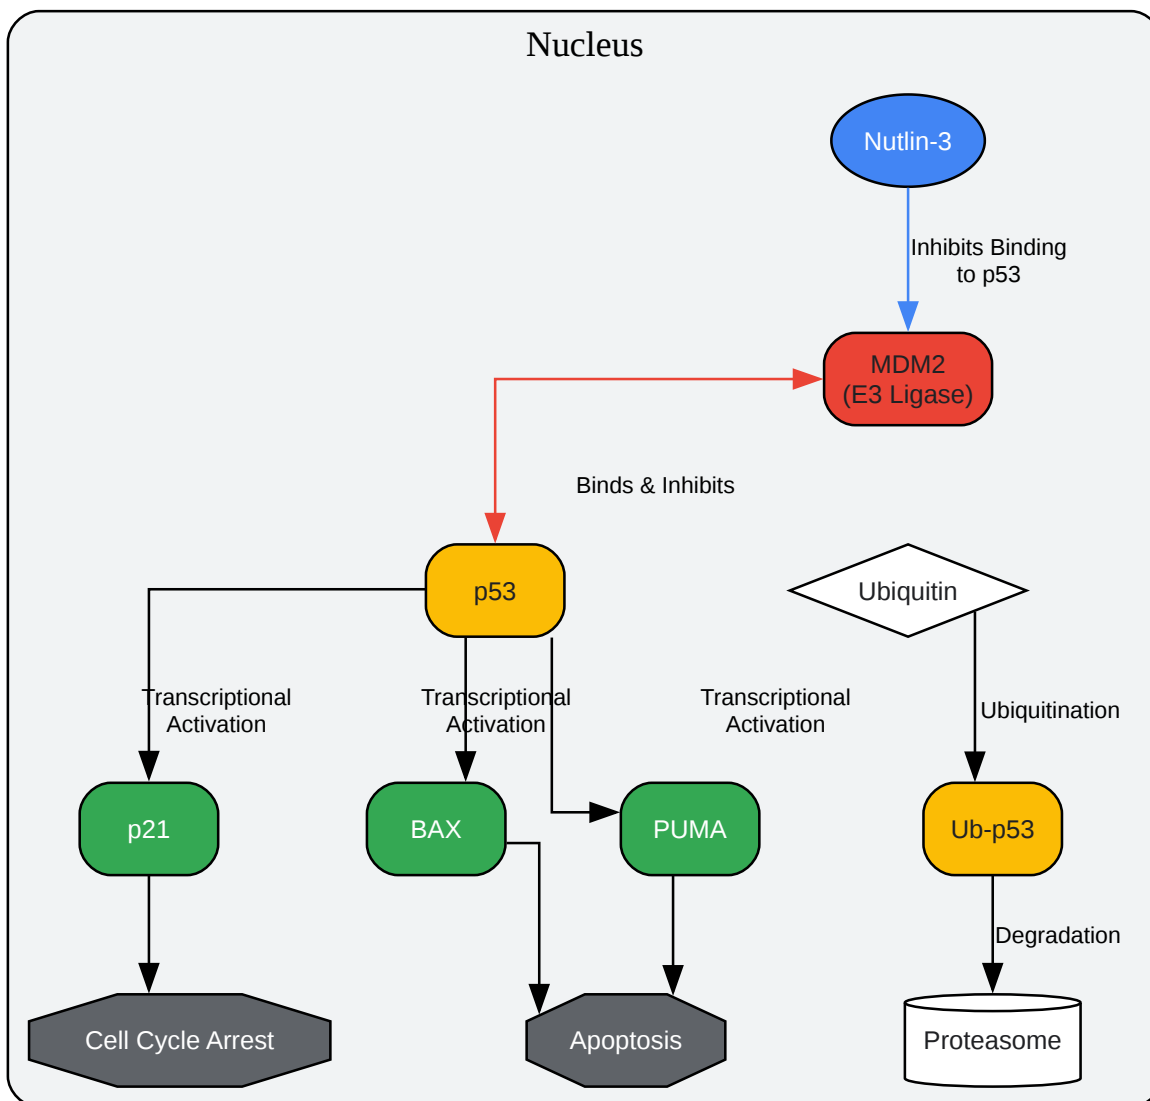 Nucleus
Nutlin-3
Inhibits Binding
to p53
MDM2
(E3 Ligase)
Binds & Inhibits
p53
Ubiquitin
Transcriptional
Activation
Transcriptional
Activation
Transcriptional
Activation
Ubiquitination
p21
BAX
PUMA
Ub-p53
Degradation
Cell Cycle Arrest
Apoptosis
Proteasome